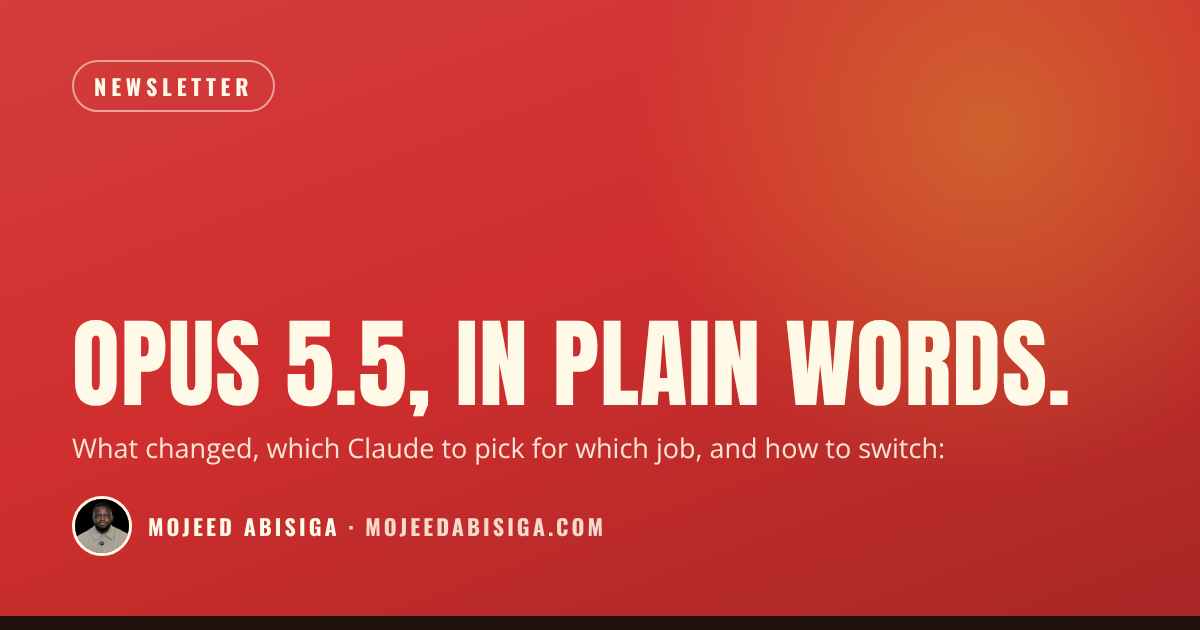 NEWSLETTER
OPUS 5.5, IN PLAIN WORDS.
What changed, which Claude to pick for which job, and how to switch:
MOJEED ABISIGA · MOJEEDABISIGA.COM